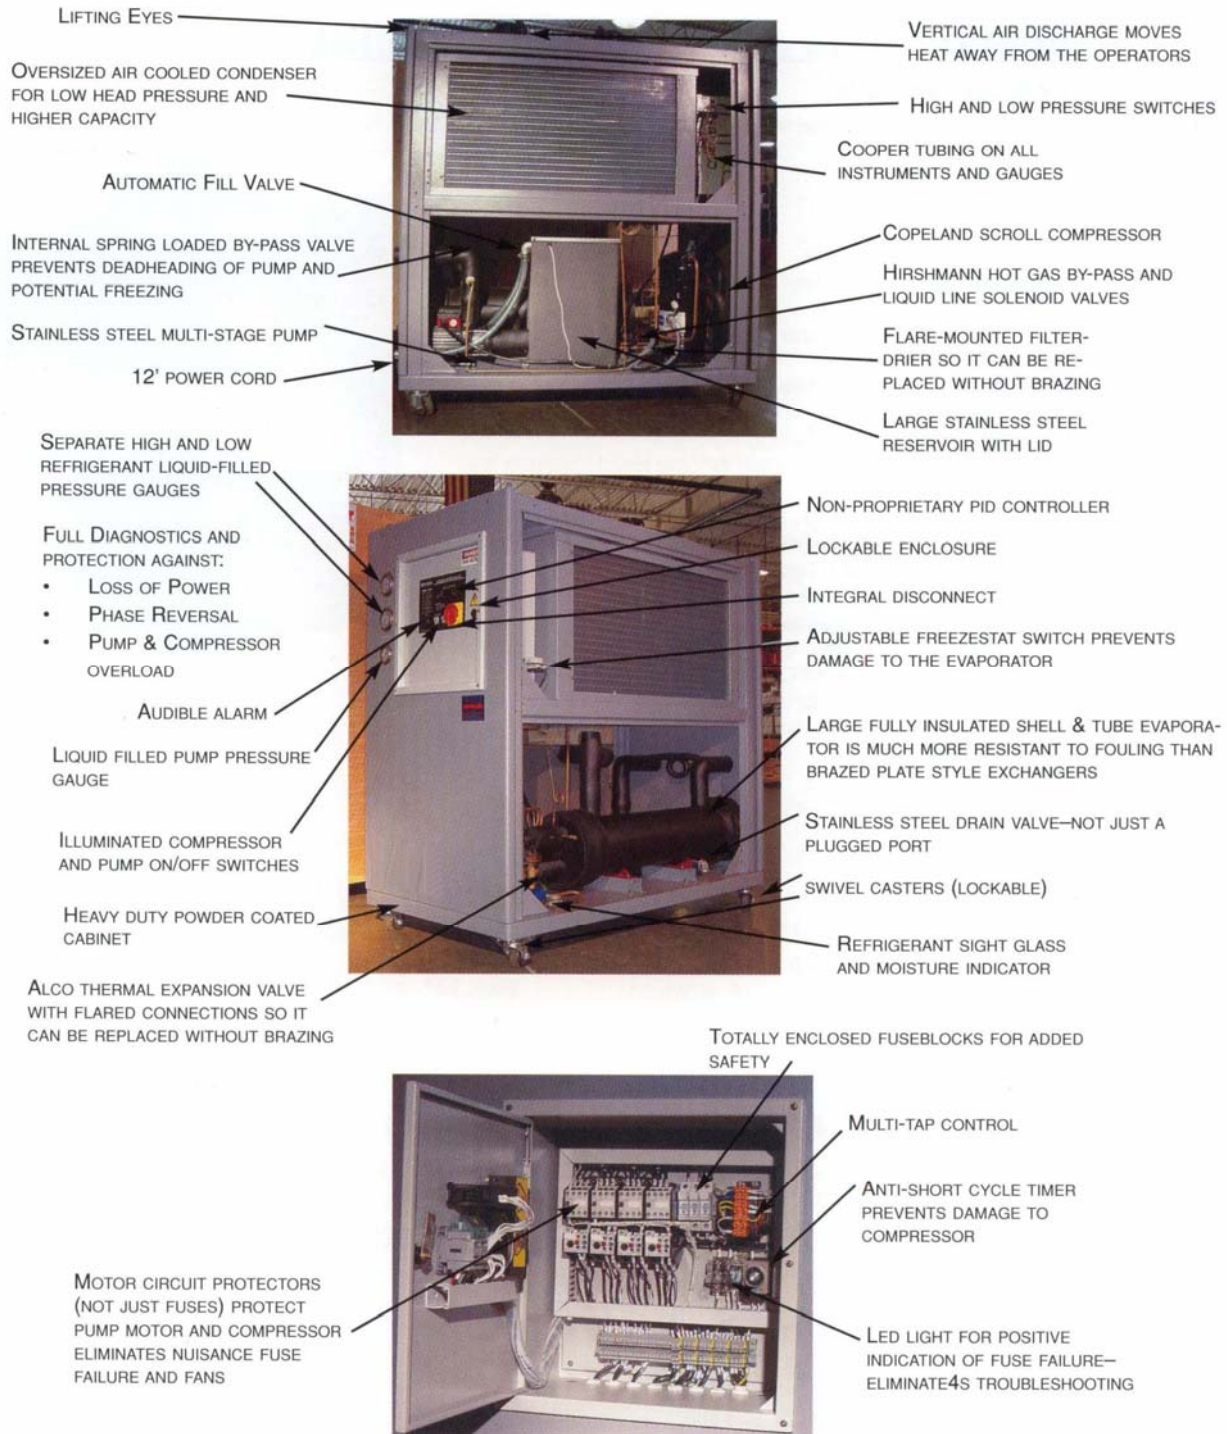 Lifting Eyes
Oversized air cooled condenser
for low head pressure and
higher capacity
Automatic Fill Valve
Internal spring loaded by-pass valve
prevents deadheading of pump and
potential freezing
Stainless steel multi-stage pump
12' power cord
Vertical air discharge moves
heat away from the operators
High and low pressure switches
Cooper tubing on all
instruments and gauges
Copeland scroll compressor
Hirshmann hot gas by-pass and
liquid line solenoid valves
Flare-mounted filter-
drier so it can be re-
placed without brazing
Large stainless steel
reservoir with lid
Separate high and low
refrigerant liquid-filled
pressure gauges
Full Diagnostics and
protection against:
• Loss of Power
• Phase Reversal
• Pump & Compressor
overload
Audible alarm
Liquid filled pump pressure
gauge
Illuminated compressor
and pump on/off switches
Heavy duty powder coated
cabinet
Alco thermal expansion valve
with flared connections so it
can be replaced without brazing
Non-proprietary pid controller
Lockable enclosure
Integral disconnect
Adjustable freezestat switch prevents
damage to the evaporator
Large fully insulated shell & tube evapora-
tor is much more resistant to fouling than
brazed plate style exchangers
Stainless steel drain valve—not just a
plugged port
swivel casters (lockable)
Refrigerant sight glass
and moisture indicator
Totally enclosed fuseblocks for added
safety
Multi-tap control
Anti-short cycle timer
prevents damage to
compressor
Motor circuit protectors
(not just fuses) protect
pump motor and compressor
eliminates nuisance fuse
failure and fans
Led light for positive
indication of fuse failure—
eliminate4s troubleshooting